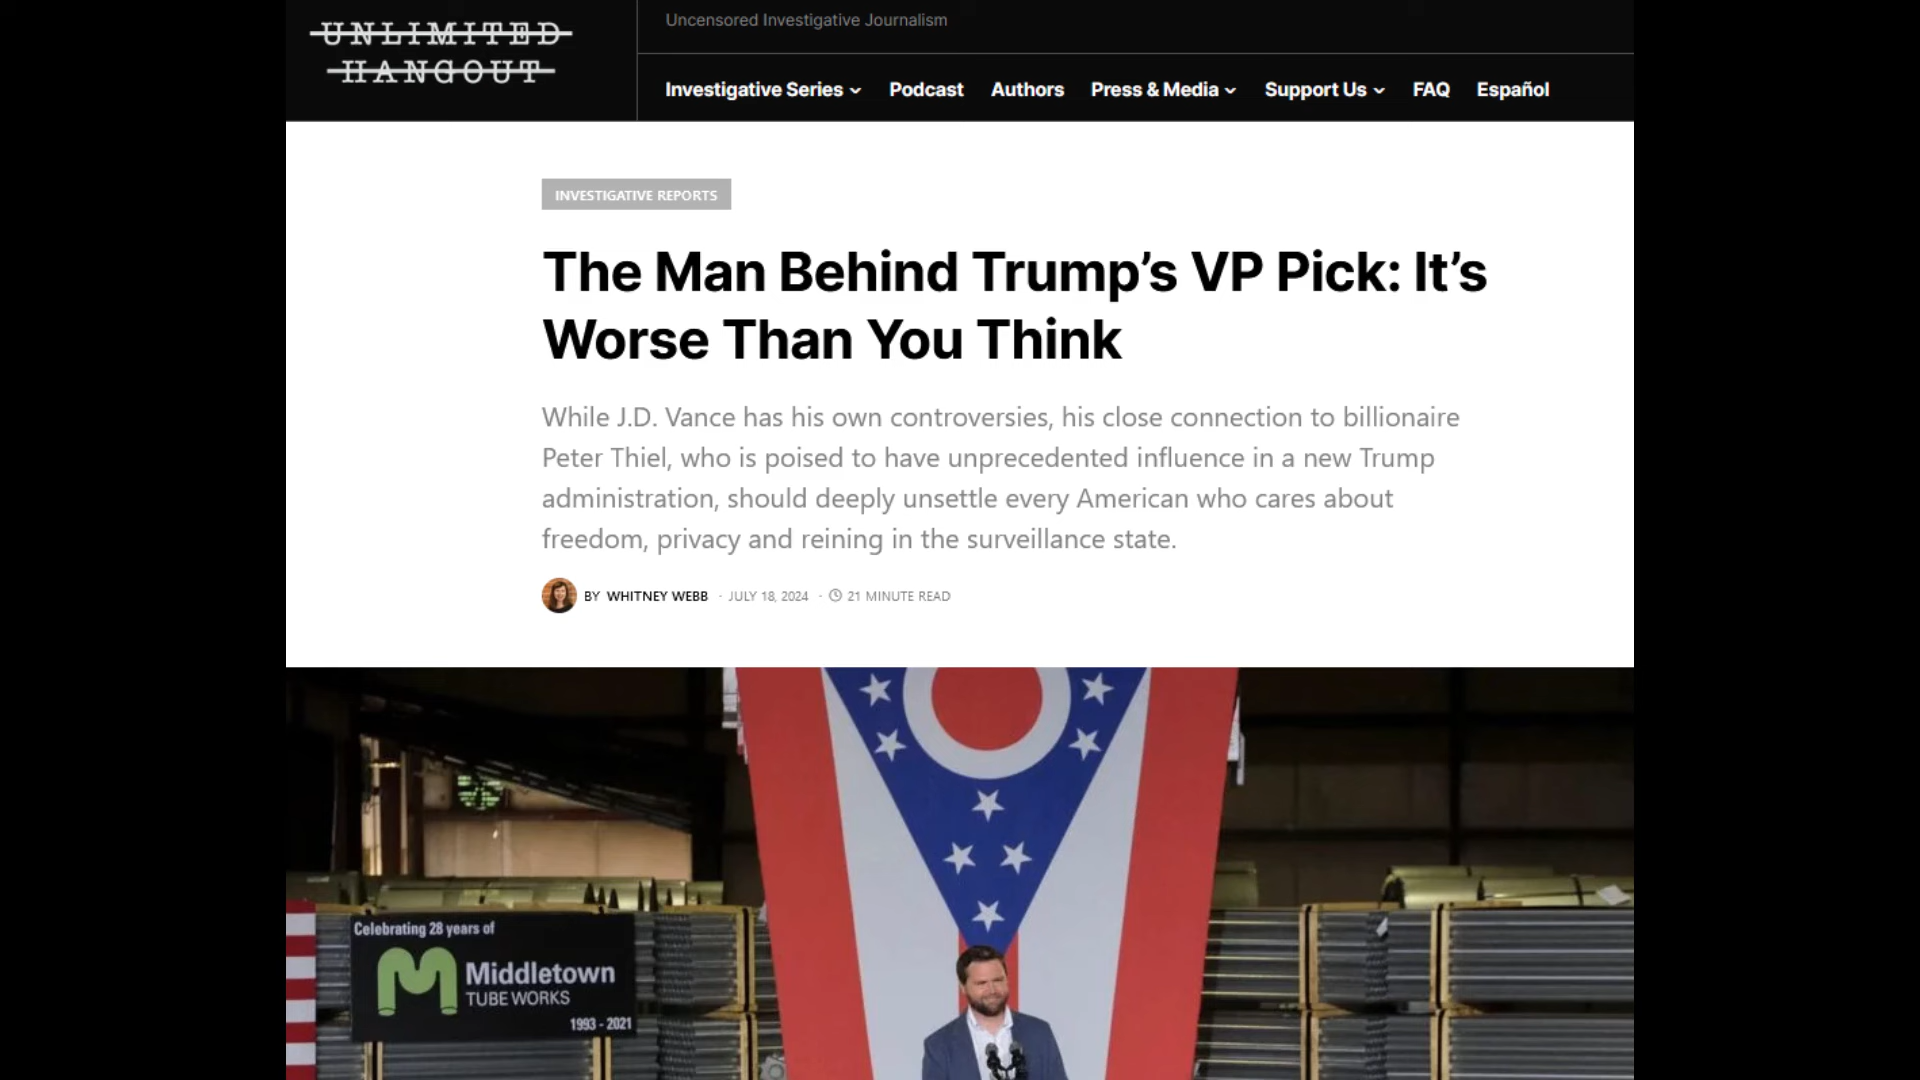 UNLIMITED
HANGOUT
Uncensored Investigative Journalism
Investigative Series Podcast Authors Press & Media Support Us FAQ Español
INVESTIGATIVE REPORTS
The Man Behind Trump’s VP Pick: It’s
Worse Than You Think
While J.D. Vance has his own controversies, his close connection to billionaire
Peter Thiel, who is poised to have unprecedented influence in a new Trump
administration, should deeply unsettle every American who cares about
freedom, privacy and reining in the surveillance state.
BY WHITNEY WEBB · JULY 18, 2024 · 21 MINUTE READ
Celebrating 28 years of
Middletown
TUBE WORKS
1993 - 2021